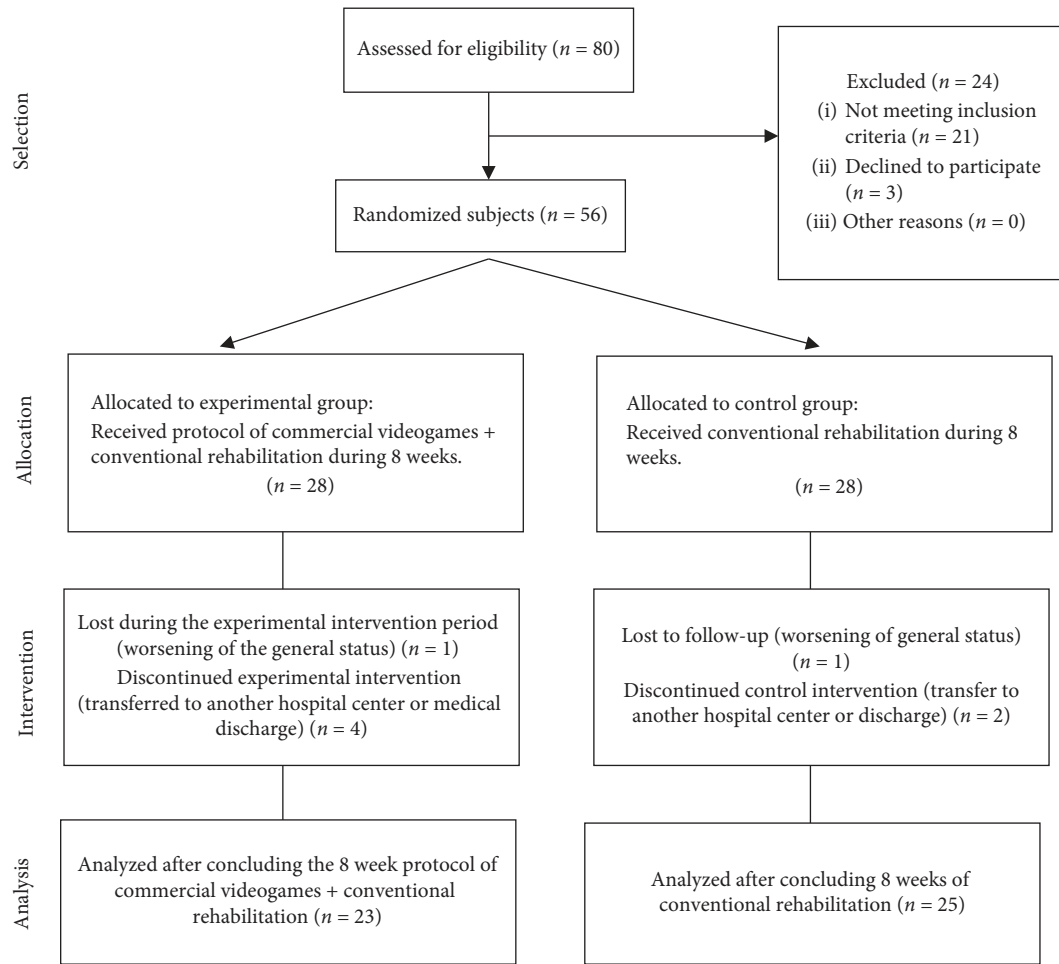 Selection
Assessed for eligibility (n = 80)
Excluded (n = 24)
(i) Not meeting inclusion
criteria (n = 21)
(ii) Declined to participate
(n = 3)
(iii) Other reasons (n = 0)
Randomized subjects (n = 56)
Allocation
Allocated to experimental group:
Received protocol of commercial videogames +
conventional rehabilitation during 8 weeks.
(n = 28)
Allocated to control group:
Received conventional rehabilitation during 8
weeks.
(n = 28)
Intervention
Lost during the experimental intervention period
(worsening of the general status) (n = 1)
Discontinued experimental intervention
(transferred to another hospital center or medical
discharge) (n = 4)
Lost to follow-up (worsening of general status)
(n = 1)
Discontinued control intervention (transfer to
another hospital center or discharge) (n = 2)
Analysis
Analyzed after concluding the 8 week protocol of
commercial videogames + conventional
rehabilitation (n = 23)
Analyzed after concluding 8 weeks of
conventional rehabilitation (n = 25)